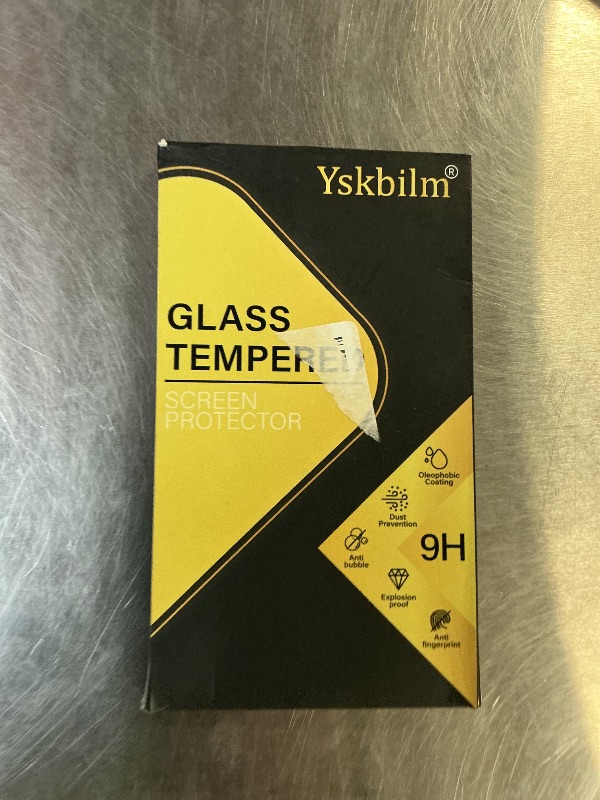 Yskbilm®
GLASS
TEMPERED
SCREEN
PROTECTOR
Oleophobic
Coating
Dust
Prevention
9H
Anti
bubble
Explosion
proof
Anti
fingerprint